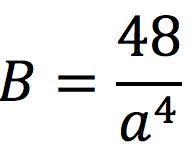 B = 48/a⁴